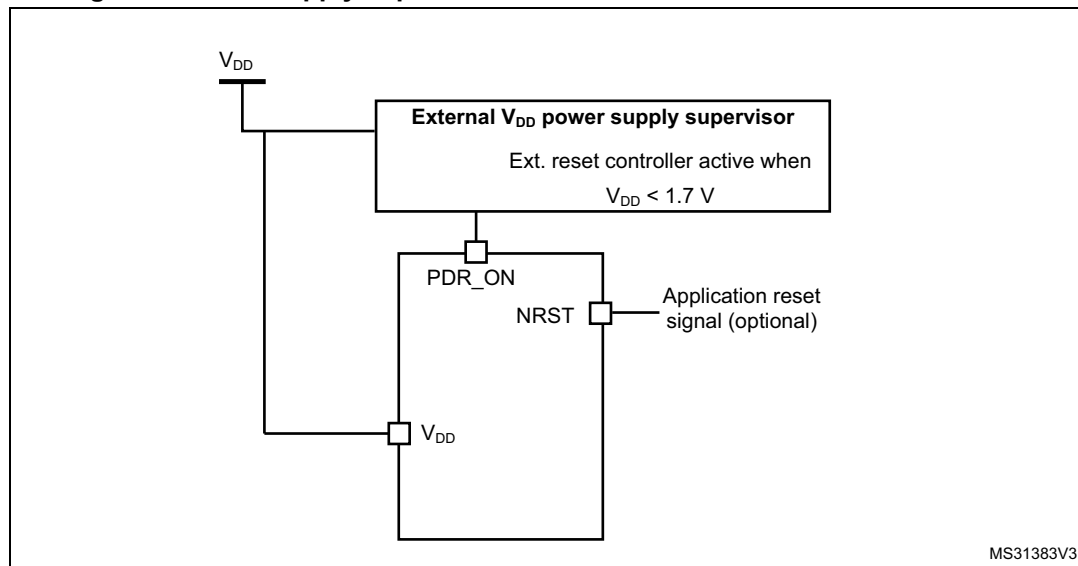 VDD
External VDD power supply supervisor
Ext. reset controller active when
VDD < 1.7 V
PDR_ON
NRST
Application reset
signal (optional)
VDD
MS31383V3